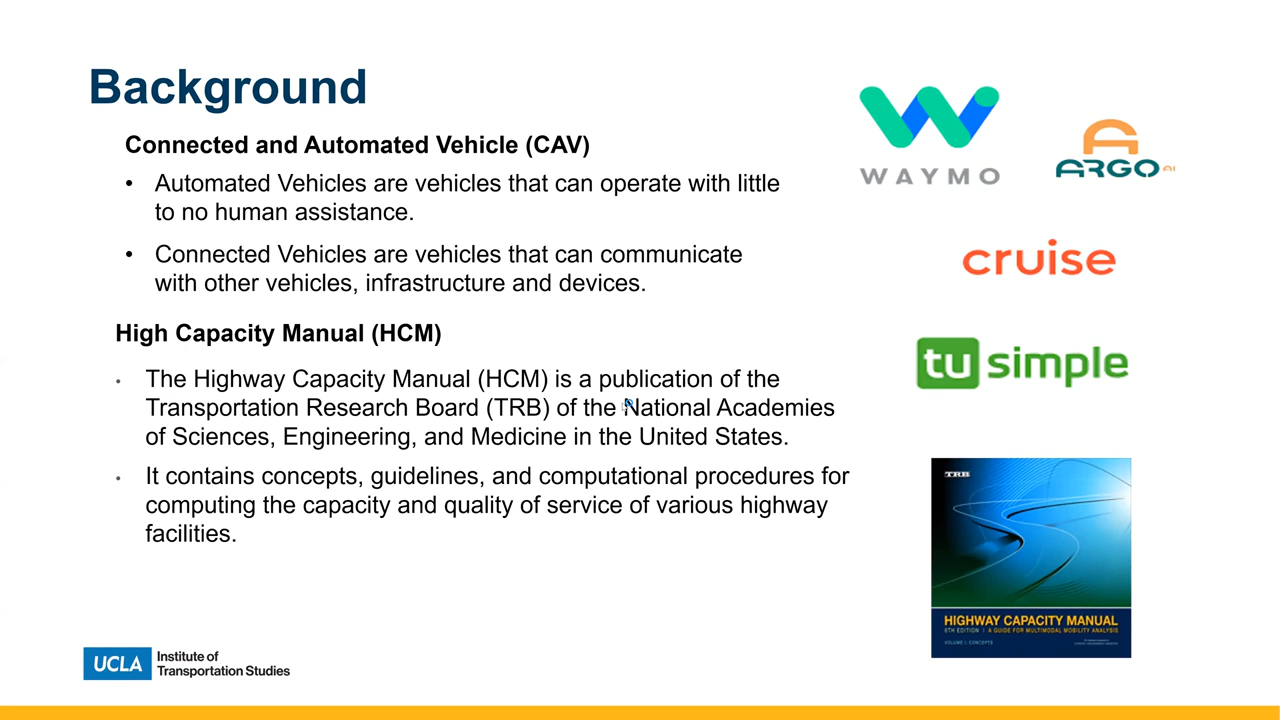 Background
Connected and Automated Vehicle (CAV)
• Automated Vehicles are vehicles that can operate with little
to no human assistance.
• Connected Vehicles are vehicles that can communicate
with other vehicles, infrastructure and devices.
High Capacity Manual (HCM)
• The Highway Capacity Manual (HCM) is a publication of the
Transportation Research Board (TRB) of the National Academies
of Sciences, Engineering, and Medicine in the United States.
• It contains concepts, guidelines, and computational procedures for
computing the capacity and quality of service of various highway
facilities.
WAYMO
ARGO AI
cruise
tu simple
TRB
HIGHWAY CAPACITY MANUAL
6TH EDITION | A GUIDE FOR MULTIMODAL MOBILITY ANALYSIS
VOLUME 1: CONCEPTS
UCLA Institute of
Transportation Studies